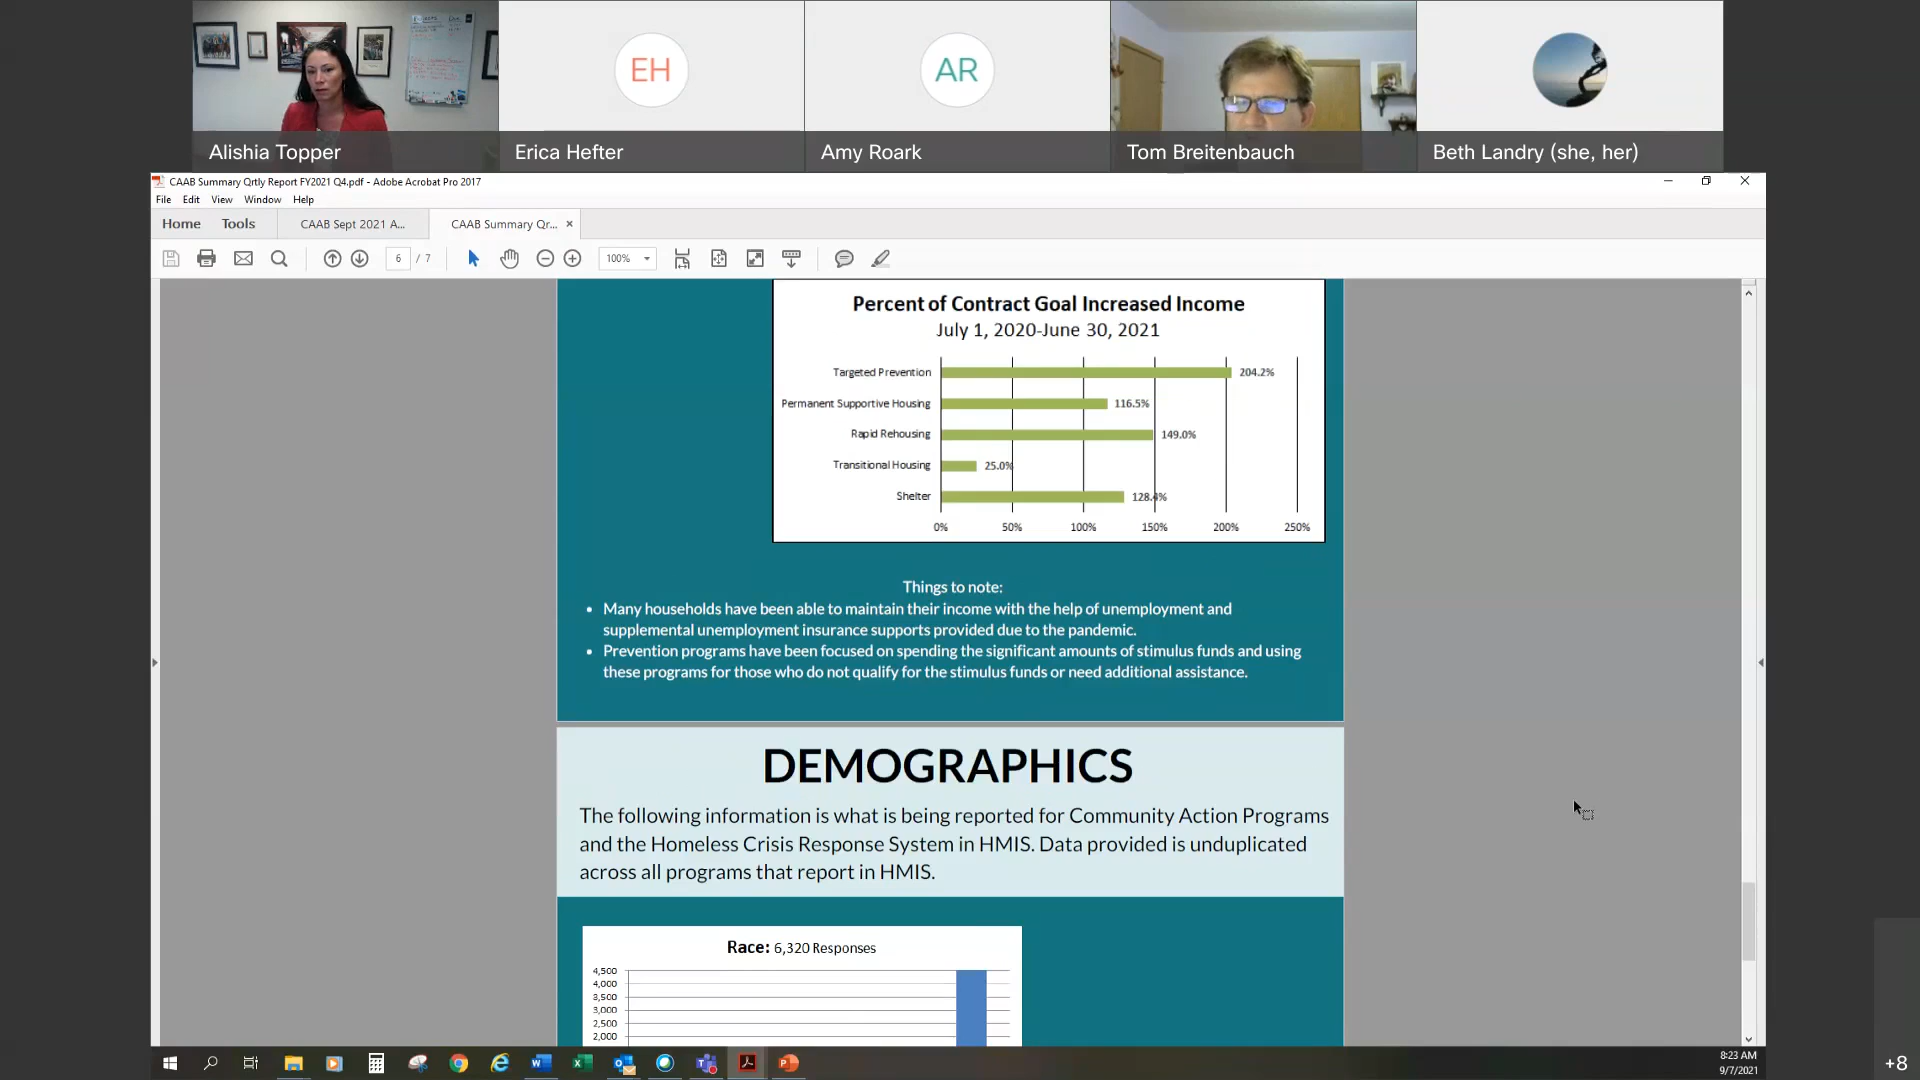 EH
AR
Alishia Topper
Erica Hefter
Amy Roark
Tom Breitenbauch
Beth Landry (she, her)
CAAB Summary Qrtly Report FY2021 Q4.pdf - Adobe Acrobat Pro 2017
File Edit View Window Help
Home Tools CAAB Sept 2021 A... CAAB Summary Qr... ×
6 / 7 100%
Percent of Contract Goal Increased Income
July 1, 2020-June 30, 2021
Targeted Prevention 204.2%
Permanent Supportive Housing 116.5%
Rapid Rehousing 149.0%
Transitional Housing 25.0%
Shelter 128.4%
0% 50% 100% 150% 200% 250%
Things to note:
• Many households have been able to maintain their income with the help of unemployment and
supplemental unemployment insurance supports provided due to the pandemic.
• Prevention programs have been focused on spending the significant amounts of stimulus funds and using
these programs for those who do not qualify for the stimulus funds or need additional assistance.
DEMOGRAPHICS
The following information is what is being reported for Community Action Programs
and the Homeless Crisis Response System in HMIS. Data provided is unduplicated
across all programs that report in HMIS.
Race: 6,320 Responses
4,500
4,000
3,500
3,000
2,500
2,000
8:23 AM
9/7/2021
+8